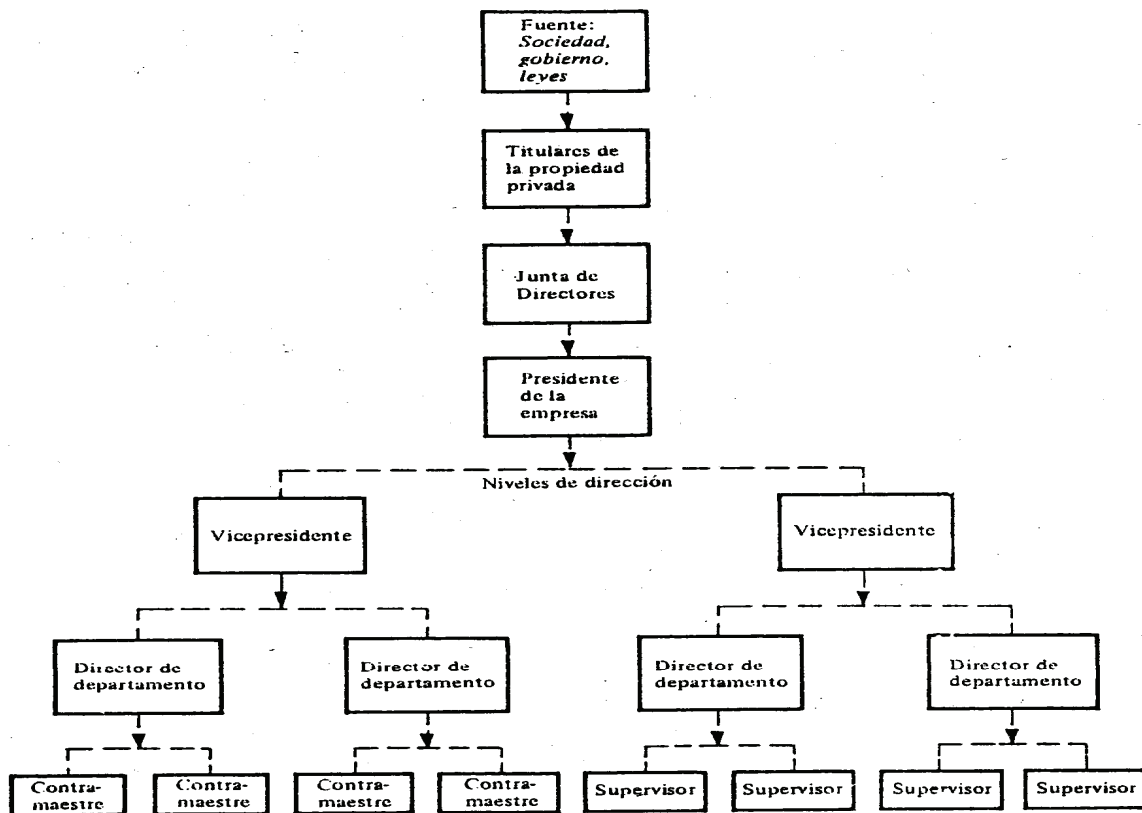 Fuente:
Sociedad,
gobierno,
leyes
Titulares de
la propiedad
privada
Junta de
Directores
Presidente
de la
empresa
Niveles de dirección
Vicepresidente
Vicepresidente
Director de
departamento
Director de
departamento
Director de
departamento
Director de
departamento
Contra-
maestre
Contra-
maestre
Contra-
maestre
Contra-
maestre
Supervisor
Supervisor
Supervisor
Supervisor